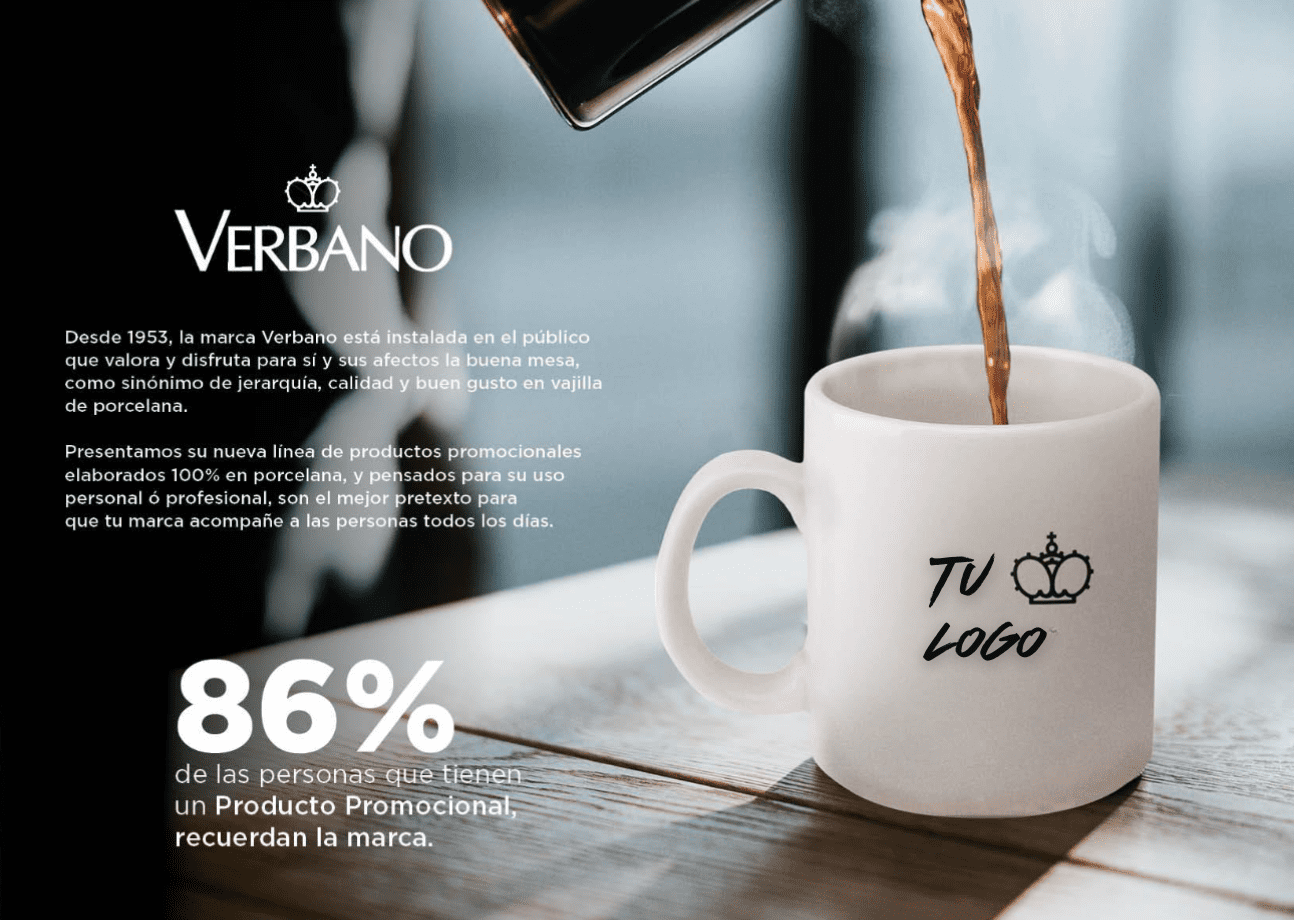 VERBANO
Desde 1953, la marca Verbano está instalada en el público
que valora y disfruta para sí y sus afectos la buena mesa,
como sinónimo de jerarquía, calidad y buen gusto en vajilla
de porcelana.
Presentamos su nueva línea de productos promocionales
elaborados 100% en porcelana, y pensados para su uso
personal ó profesional, son el mejor pretexto para
que tu marca acompañe a las personas todos los días.
TU
LOGO
86%
de las personas que tienen
un Producto Promocional,
recuerdan la marca.